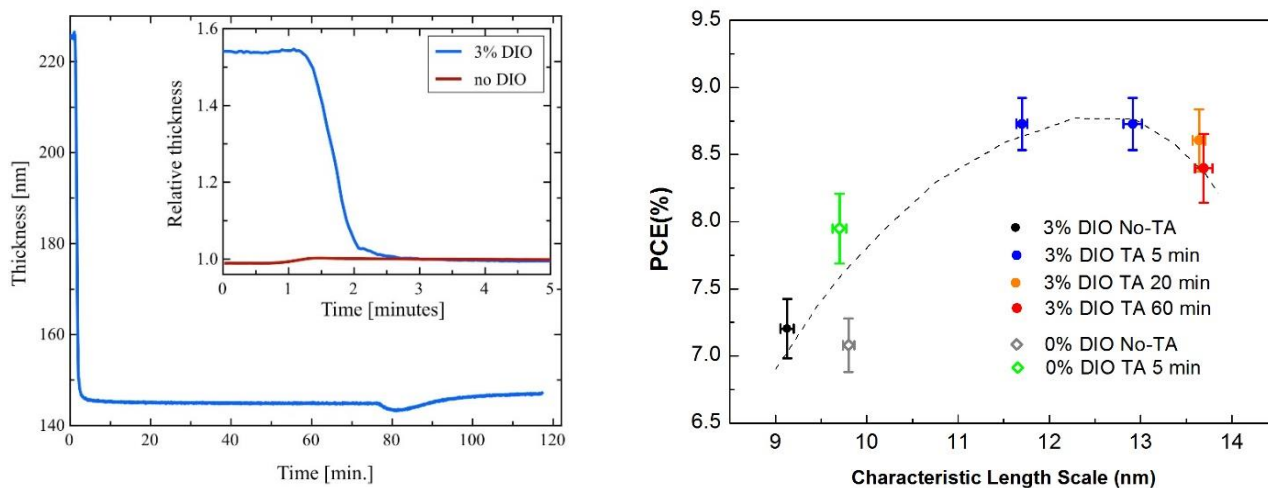 Thickness [nm]
220
200
180
160
140
0
20
40
60
80
100
120
Time [min.]
Relative thickness
1.6
1.4
1.2
1.0
0
1
2
3
4
5
Time [minutes]
3% DIO
no DIO
PCE(%)
9.5
9.0
8.5
8.0
7.5
7.0
6.5
9
10
11
12
13
14
Characteristic Length Scale (nm)
3% DIO No-TA
3% DIO TA 5 min
3% DIO TA 20 min
3% DIO TA 60 min
0% DIO No-TA
0% DIO TA 5 min